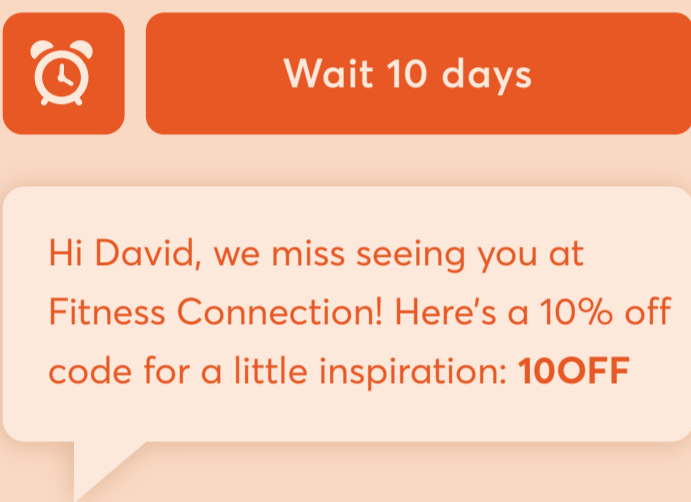 Wait 10 days
Hi David, we miss seeing you at
Fitness Connection! Here's a 10% off
code for a little inspiration: 10OFF